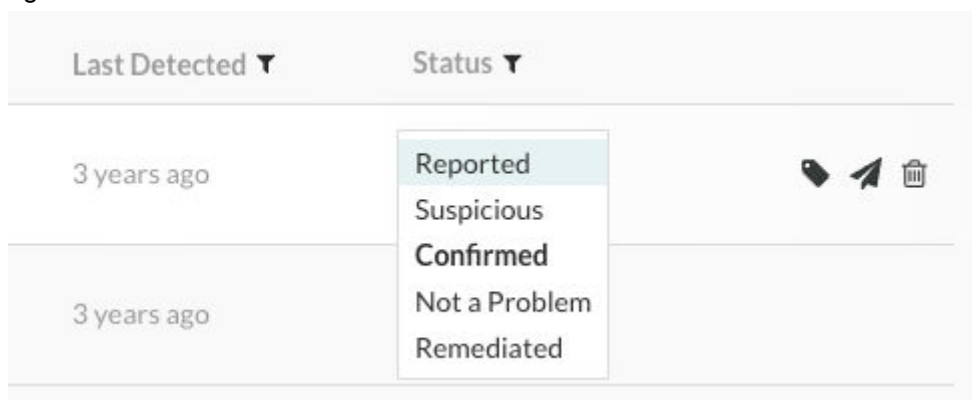 Last Detected Status
3 years ago
Reported
Suspicious
Confirmed
Not a Problem
Remediated
3 years ago